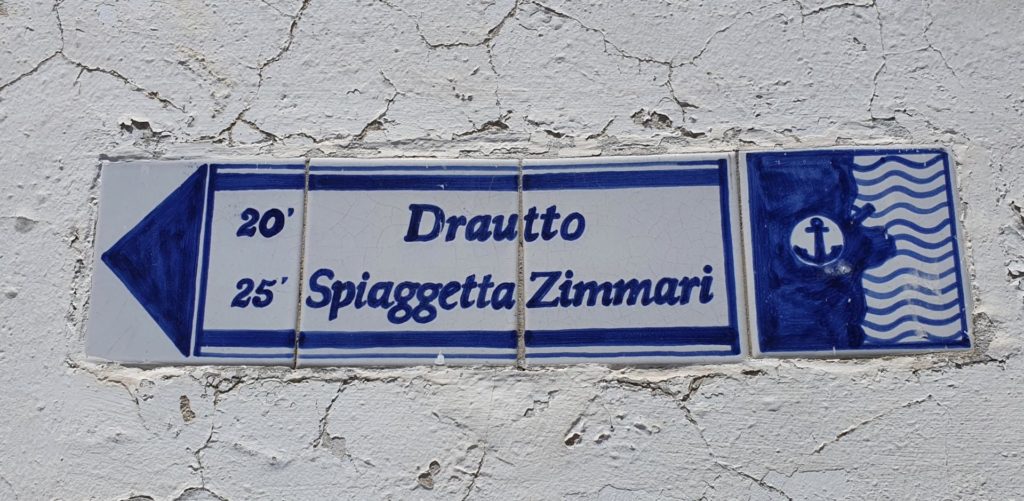 20' Drautto
25' Spiaggetta Zimmari